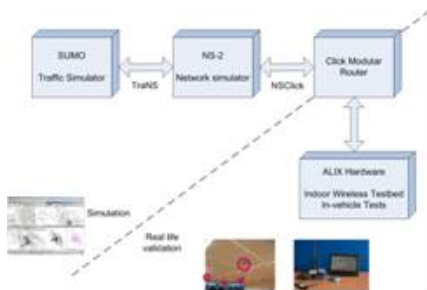 SUMO
Traffic Simulator
TraNS
NS-2
Network simulator
NSClick
Click Modular
Router
ALIX Hardware
Indoor Wireless Testbed
In-vehicle Tests
Simulation
Real life
validation